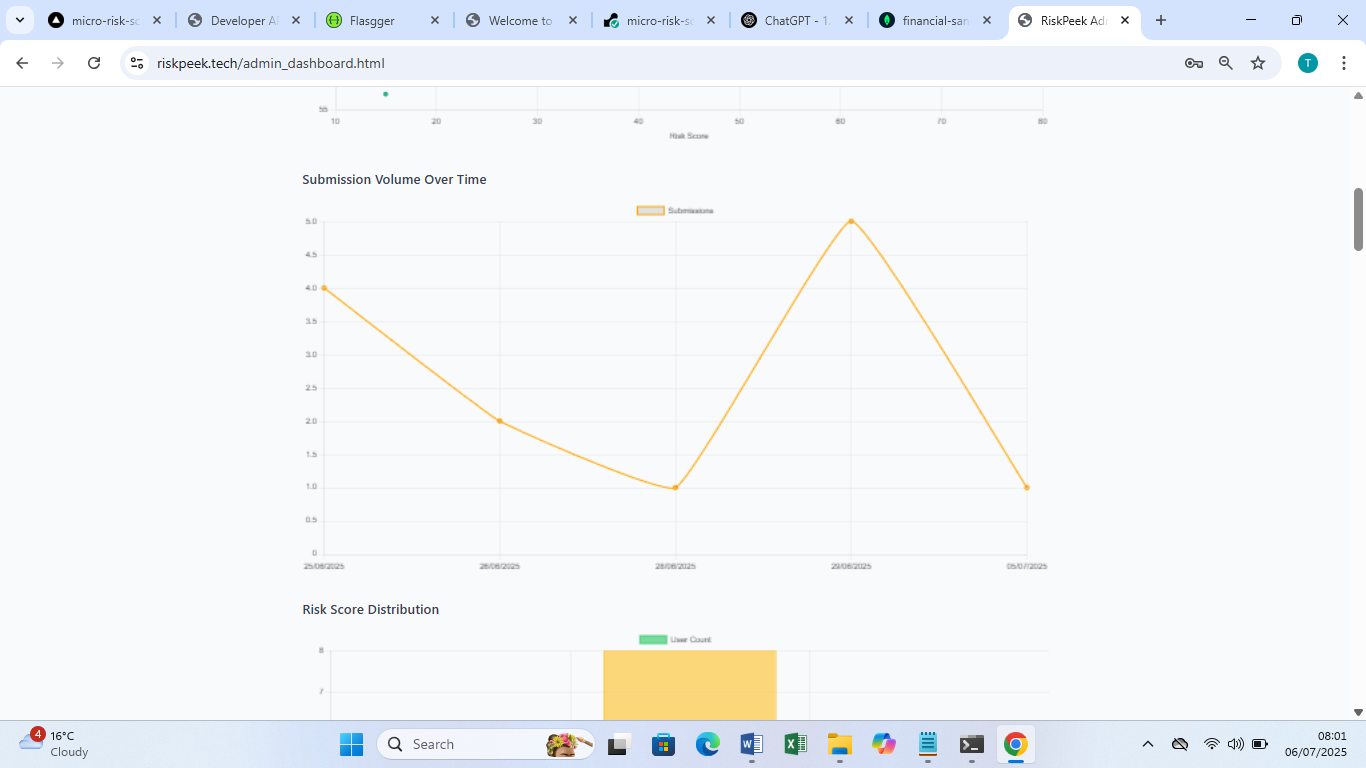 micro-risk-sc
Developer A
Flasgger
Welcome to
micro-risk-sc
ChatGPT - 1.
financial-san
RiskPeek Ad
riskpeek.tech/admin_dashboard.html
T
55
10 20 30 40 50 60 70 80
Risk Score
Submission Volume Over Time
Submissions
5.0
4.5
4.0
3.5
3.0
2.5
2.0
1.5
1.0
0.5
0
25/06/2025 26/06/2025 28/06/2025 29/06/2025 05/07/2025
Risk Score Distribution
User Count
8
7
4
16°C
Cloudy
Search
08:01
06/07/2025